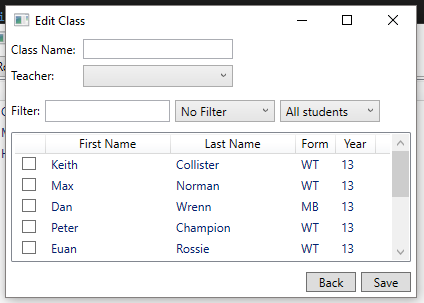 Edit Class
Class Name:
Teacher:
Filter: No Filter All students
First Name Last Name Form Year
Keith Collister WT 13
Max Norman WT 13
Dan Wrenn MB 13
Peter Champion WT 13
Euan Rossie WT 13
Back Save